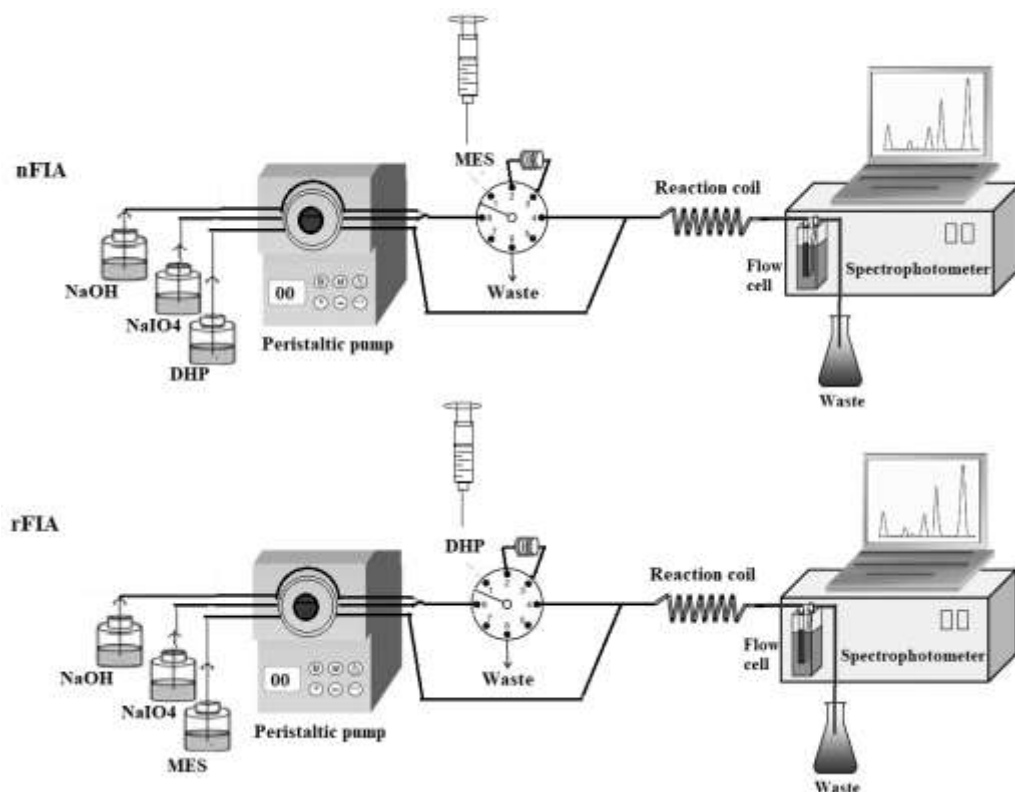 MES
nFIA
Reaction coil
NaOH
NaIO4
DHP
00
Peristaltic pump
Waste
Flow
cell
Spectrophotometer
Waste
rFIA
DHP
Reaction coil
NaOH
NaIO4
MES
00
Peristaltic pump
Waste
Flow
cell
Spectrophotometer
Waste